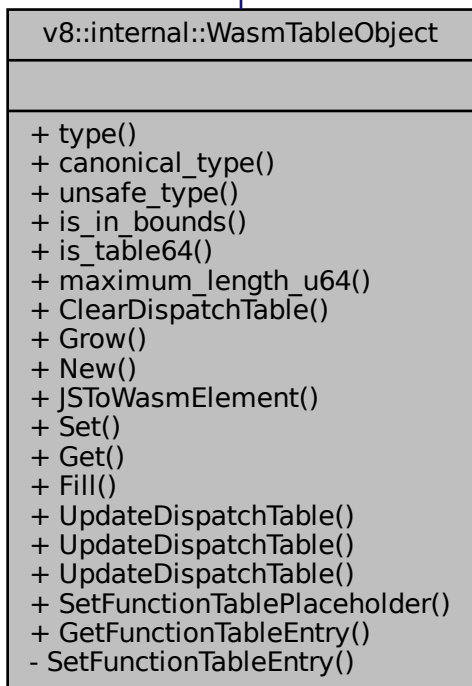 v8::internal::WasmTableObject
+ type()
+ canonical_type()
+ unsafe_type()
+ is_in_bounds()
+ is_table64()
+ maximum_length_u64()
+ ClearDispatchTable()
+ Grow()
+ New()
+ JSToWasmElement()
+ Set()
+ Get()
+ Fill()
+ UpdateDispatchTable()
+ UpdateDispatchTable()
+ UpdateDispatchTable()
+ SetFunctionTablePlaceholder()
+ GetFunctionTableEntry()
- SetFunctionTableEntry()